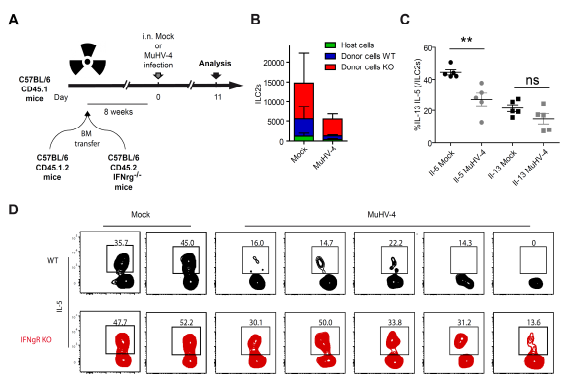 A
i.n. Mock
or
MuHV-4
infection
Analysis
C57BL/6
CD45.1
mice
Day
0
11
8 weeks
BM
transfer
C57BL/6
CD45.1.2
mice
C57BL/6
CD45.2
IFNrg-/-
mice
B
Host cells
Donor cells WT
Donor cells KO
ILC2s
20000
15000
10000
5000
0
Mock
MuHV-4
C
%IL-13 IL-5 (/ILC2s)
60
40
20
0
**
ns
Il-5 Mock
Il-5 MuHV-4
Il-13 Mock
Il-13 MuHV-4
D
Mock
MuHV-4
WT
35.7
45.0
16.0
14.7
22.2
14.3
0
IL-5
IFNgR KO
47.7
52.2
30.1
50.0
33.8
31.2
13.6